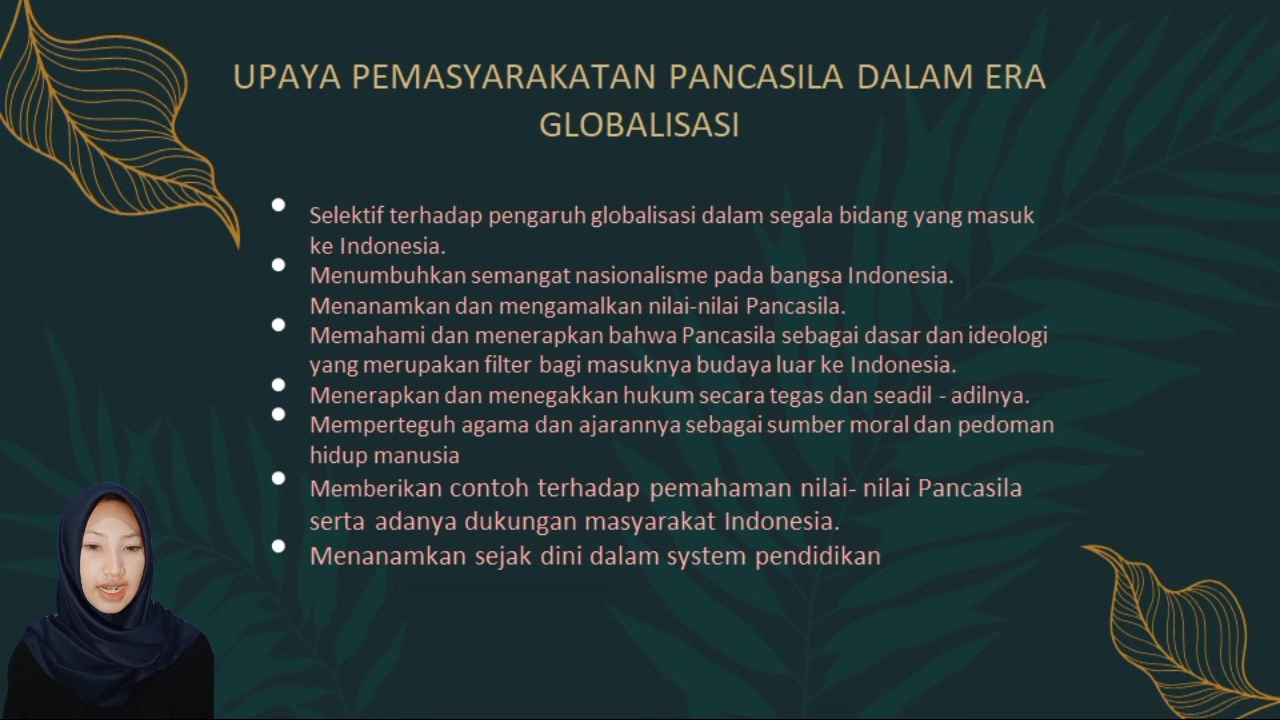 UPAYA PEMASYARAKATAN PANCASILA DALAM ERA
GLOBALISASI
Selektif terhadap pengaruh globalisasi dalam segala bidang yang masuk
ke Indonesia.
Menumbuhkan semangat nasionalisme pada bangsa Indonesia.
Menanamkan dan mengamalkan nilai-nilai Pancasila.
Memahami dan menerapkan bahwa Pancasila sebagai dasar dan ideologi
yang merupakan filter bagi masuknya budaya luar ke Indonesia.
Menerapkan dan menegakkan hukum secara tegas dan seadil - adilnya.
Memperteguh agama dan ajarannya sebagai sumber moral dan pedoman
hidup manusia
Memberikan contoh terhadap pemahaman nilai- nilai Pancasila
serta adanya dukungan masyarakat Indonesia.
Menanamkan sejak dini dalam system pendidikan